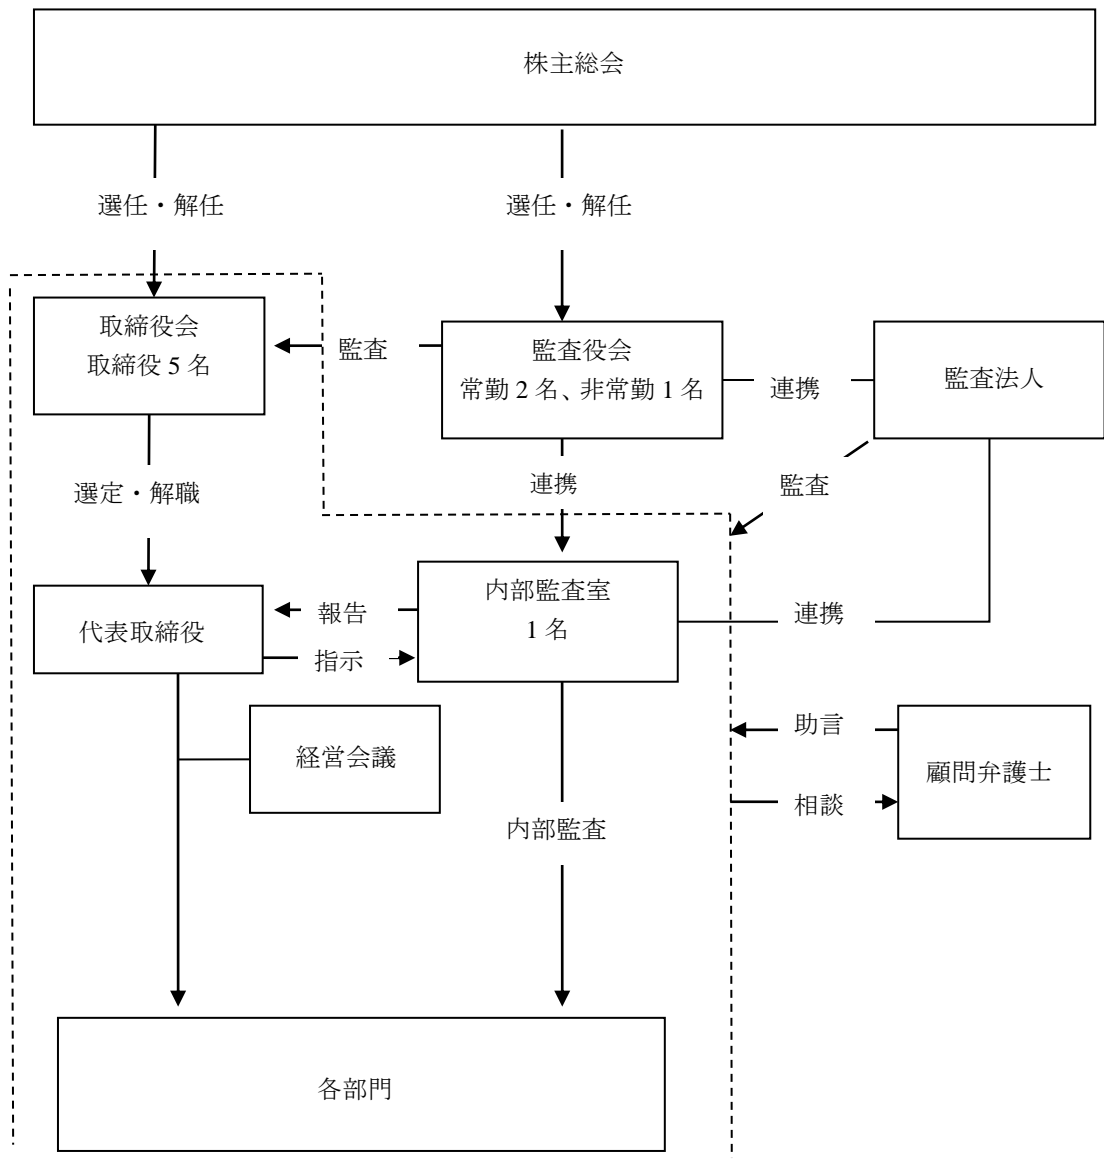 株主総会
選任・解任
選任・解任
取締役会
取締役 5 名
監査
監査役会
常勤 2 名、非常勤 1 名
連携
監査法人
選定・解職
連携
監査
代表取締役
報告
指示
内部監査室
1 名
連携
経営会議
助言
相談
顧問弁護士
内部監査
各部門